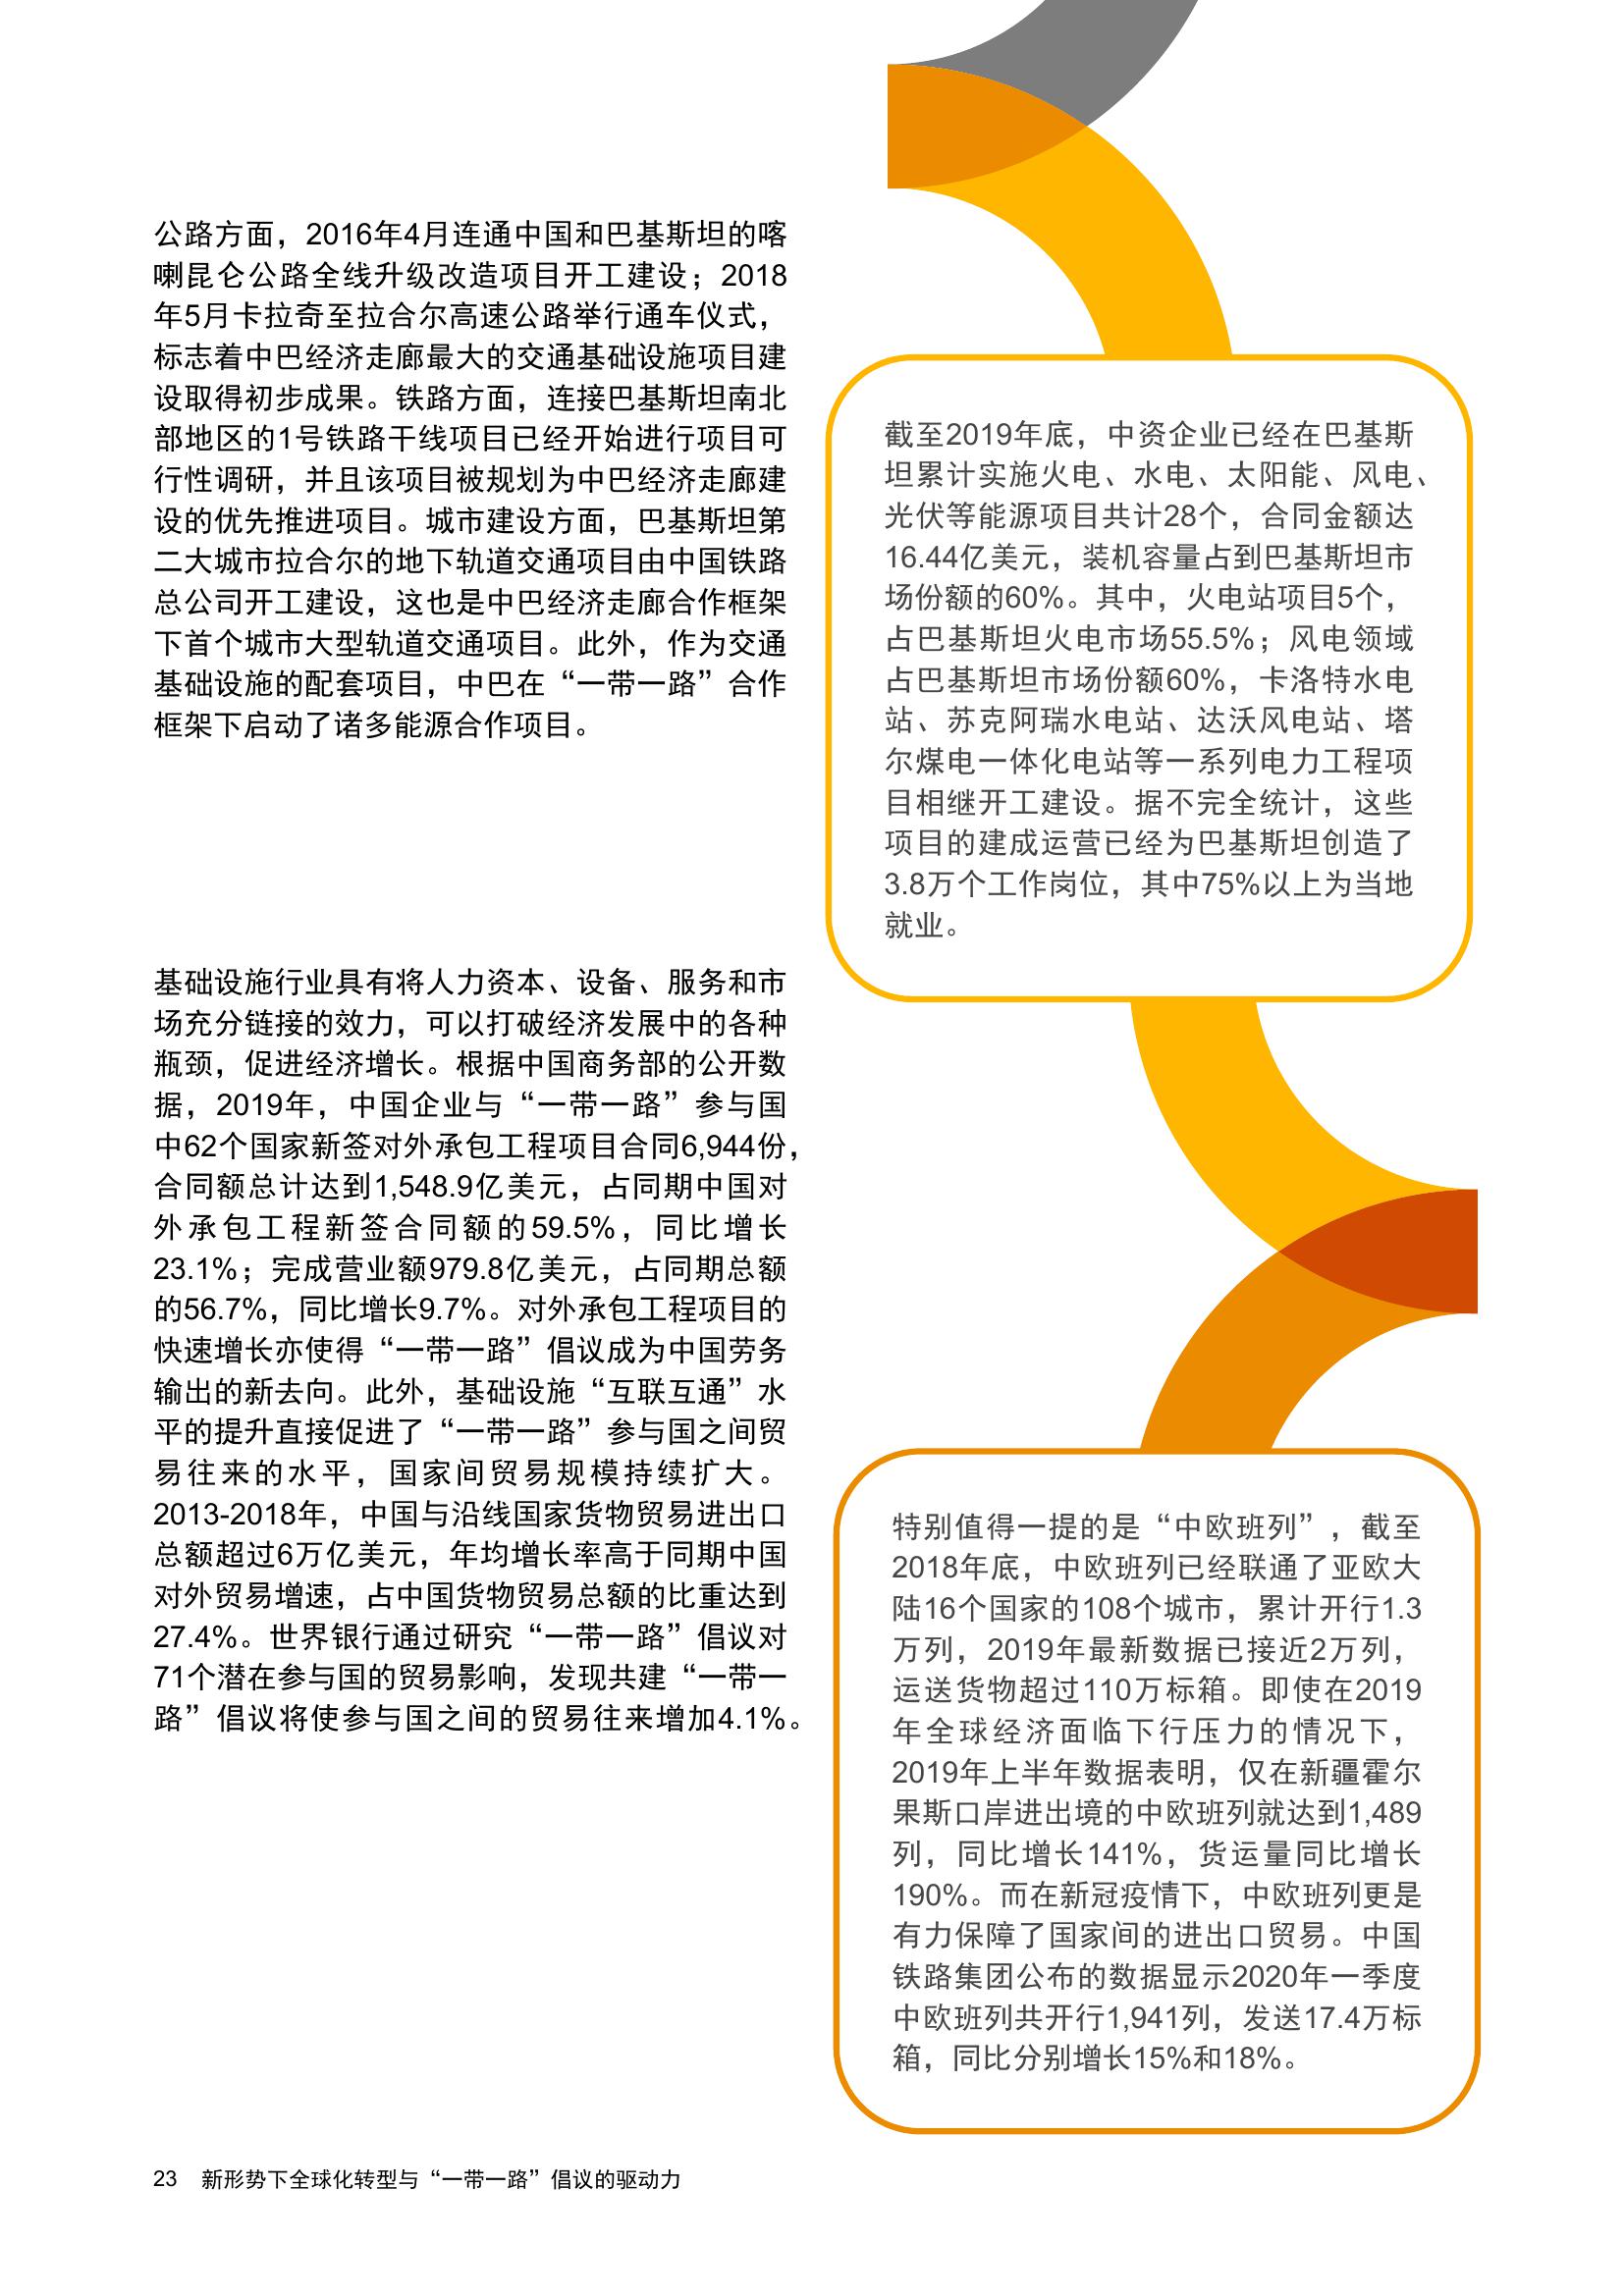 公路方面，2016年4月连通中国和巴基斯坦的喀
喇昆仑公路全线升级改造项目开工建设；2018
年5月卡拉奇至拉合尔高速公路举行通车仪式，
标志着中巴经济走廊最大的交通基础设施项目建
设取得初步成果。铁路方面，连接巴基斯坦南北
部地区的1号铁路干线项目已经开始进行项目可
行性调研，并且该项目被规划为中巴经济走廊建
设的优先推进项目。城市建设方面，巴基斯坦第
二大城市拉合尔的地下轨道交通项目由中国铁路
总公司开工建设，这也是中巴经济走廊合作框架
下首个城市大型轨道交通项目。此外，作为交通
基础设施的配套项目，中巴在“一带一路”合作
框架下启动了诸多能源合作项目。
基础设施行业具有将人力资本、设备、服务和市
场充分链接的效力，可以打破经济发展中的各种
瓶颈，促进经济增长。根据中国商务部的公开数
据，2019年，中国企业与“一带一路”参与国
中62个国家新签对外承包工程项目合同6,944份，
合同额总计达到1,548.9亿美元，占同期中国对
外承包工程新签合同额的59.5%，同比增长
23.1%；完成营业额979.8亿美元，占同期总额
的56.7%，同比增长9.7%。对外承包工程项目的
快速增长亦使得“一带一路”倡议成为中国劳务
输出的新去向。此外，基础设施“互联互通”水
平的提升直接促进了“一带一路”参与国之间贸
易往来的水平，国家间贸易规模持续扩大。
2013-2018年，中国与沿线国家货物贸易进出口
总额超过6万亿美元，年均增长率高于同期中国
对外贸易增速，占中国货物贸易总额的比重达到
27.4%。世界银行通过研究“一带一路”倡议对
71个潜在参与国的贸易影响，发现共建“一带一
路”倡议将使参与国之间的贸易往来增加4.1%。
截至2019年底，中资企业已经在巴基斯
坦累计实施火电、水电、太阳能、风电、
光伏等能源项目共计28个，合同金额达
16.44亿美元，装机容量占到巴基斯坦市
场份额的60%。其中，火电站项目5个，
占巴基斯坦火电市场55.5%；风电领域
占巴基斯坦市场份额60%，卡洛特水电
站、苏克阿瑞水电站、达沃风电站、塔
尔煤电一体化电站等一系列电力工程项
目相继开工建设。据不完全统计，这些
项目的建成运营已经为巴基斯坦创造了
3.8万个工作岗位，其中75%以上为当地
就业。
特别值得一提的是“中欧班列”，截至
2018年底，中欧班列已经联通了亚欧大
陆16个国家的108个城市，累计开行1.3
万列，2019年最新数据已接近2万列，
运送货物超过110万标箱。即使在2019
年全球经济面临下行压力的情况下，
2019年上半年数据表明，仅在新疆霍尔
果斯口岸进出境的中欧班列就达到1,489
列，同比增长141%，货运量同比增长
190%。而在新冠疫情下，中欧班列更是
有力保障了国家间的进出口贸易。中国
铁路集团公布的数据显示2020年一季度
中欧班列共开行1,941列，发送17.4万标
箱，同比分别增长15%和18%。
23 新形势下全球化转型与“一带一路”倡议的驱动力